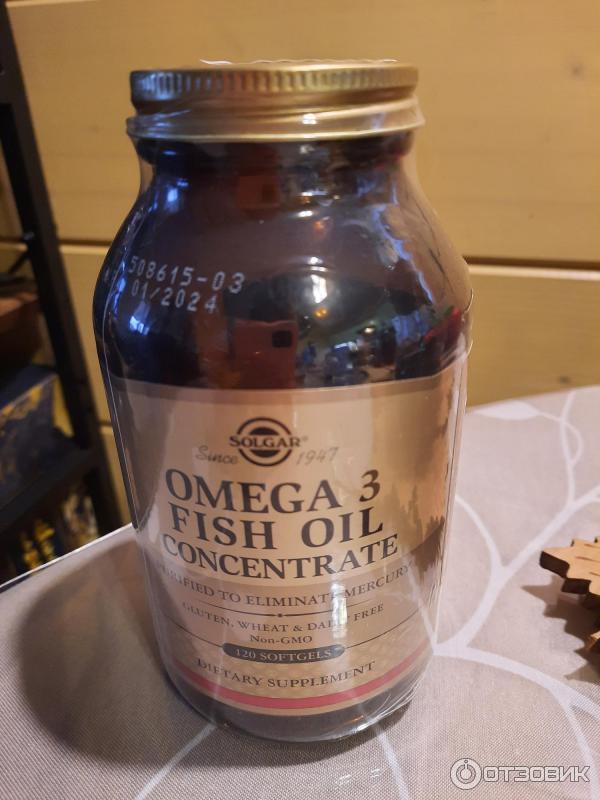 508615-03
01/2024
SOLGAR®
Since 1947
OMEGA 3
FISH OIL
CONCENTRATE
PURIFIED TO ELIMINATE MERCURY
GLUTEN, WHEAT & DAIRY FREE
NON-GMO
120 SOFTGELS
DIETARY SUPPLEMENT
ОТЗОВИК